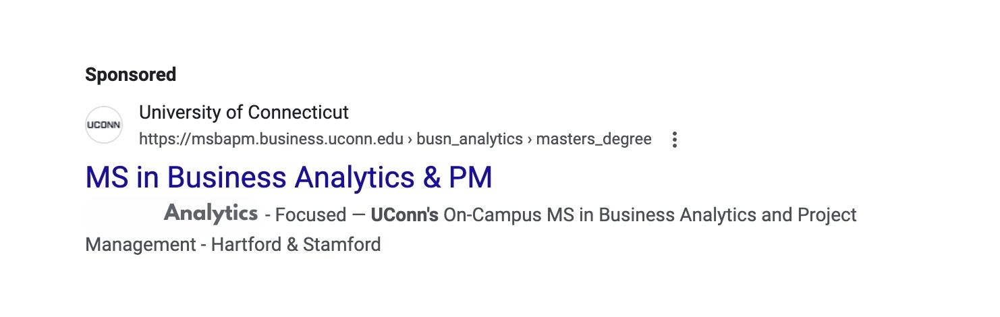 Sponsored
UCONN
University of Connecticut
https://msbapm.business.uconn.edu › busn_analytics › masters_degree
MS in Business Analytics & PM
Analytics - Focused — UConn's On-Campus MS in Business Analytics and Project
Management - Hartford & Stamford